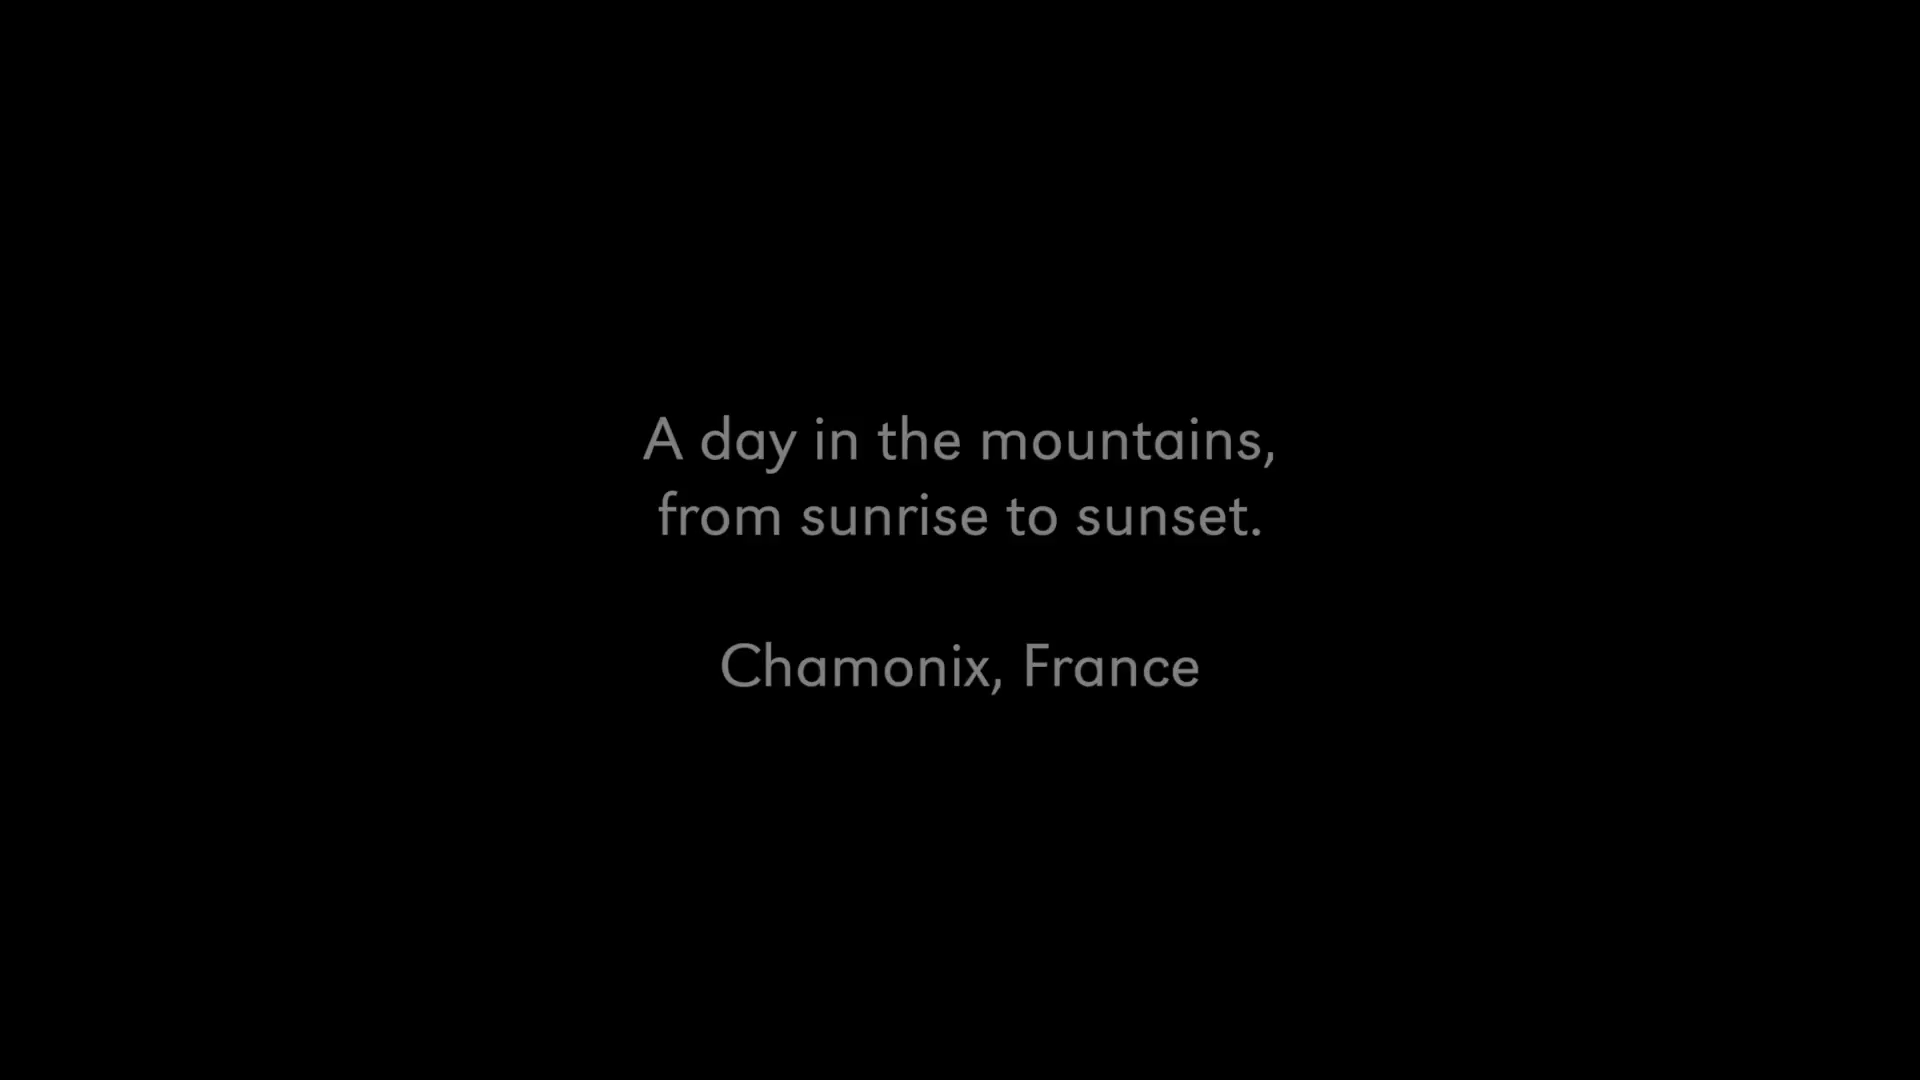 A day in the mountains,
from sunrise to sunset.
Chamonix, France